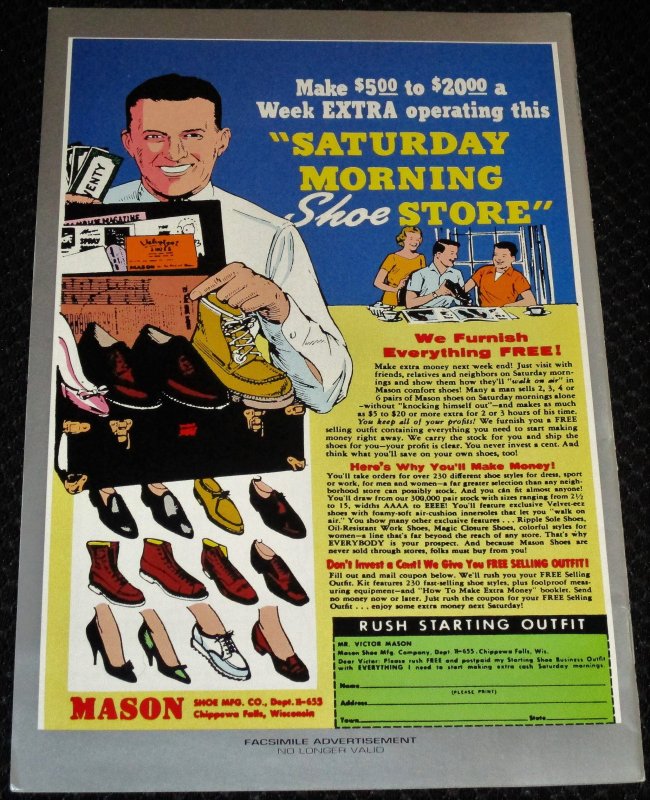 Make $5.00 to $20.00 a
Week EXTRA operating this
"SATURDAY
MORNING
Shoe STORE"
VENTY
MAGAZINE
SPRAY
MASON
We Furnish
Everything FREE!
Make extra money next week end! Just visit with
friends, relatives and neighbors on Saturday morn-
ings and show them how they'll "walk on air" in
Mason comfort shoes! Many a man sells 2, 3, 4 or
6 pairs of Mason shoes on Saturday mornings alone
—without "knocking himself out"—and makes as much
as $5 to $20 or more extra for 2 or 3 hours of his time.
You keep all of your profits! We furnish you a FREE
selling outfit containing everything you need to start making
money right away. We carry the stock for you and ship the
shoes for you—your profit is clear. You never invest a cent. And
think what you'll save on your own shoes, too!
Here's Why You'll Make Money!
You'll take orders for over 230 different shoe styles for dress, sport
or work, for men and women—a far greater selection than any neigh-
borhood store can possibly stock. And you can fit almost anyone!
You'll draw from our 300,000 pair stock with sizes ranging from 2½
to 15, widths AAAA to EEEE! You'll feature exclusive Velvet-eez
shoes with foamy-soft air-cushion innersoles that let you "walk on
air." You show many other exclusive features . . . Ripple Sole Shoes,
Oil-Resistant Work Shoes, Magic Closure Shoes, colorful styles for
women—a line that's far beyond the reach of any store. That's why
EVERYBODY is your prospect. And because Mason Shoes are
never sold through stores, folks must buy from you!
Don't Invest a Cent! We Give You FREE SELLING OUTFIT!
Fill out and mail coupon below. We'll rush you your FREE Selling
Outfit. Kit features 230 fast-selling shoe styles, plus foolproof meas-
uring equipment—and "How To Make Extra Money" booklet. Send
no money now or later. Just rush the coupon for your FREE Selling
Outfit . . . enjoy some extra money next Saturday!
RUSH STARTING OUTFIT
MR. VICTOR MASON
Mason Shoe Mfg. Company, Dept. H-655, Chippewa Falls, Wis.
Dear Victor: Please rush FREE and postpaid my Starting Shoe Business Outfit
with EVERYTHING I need to start making extra cash Saturday mornings.
Name
(PLEASE PRINT)
Address
Town State
MASON SHOE MFG. CO., Dept. H-655
Chippewa Falls, Wisconsin
FACSIMILE ADVERTISEMENT
NO LONGER VALID